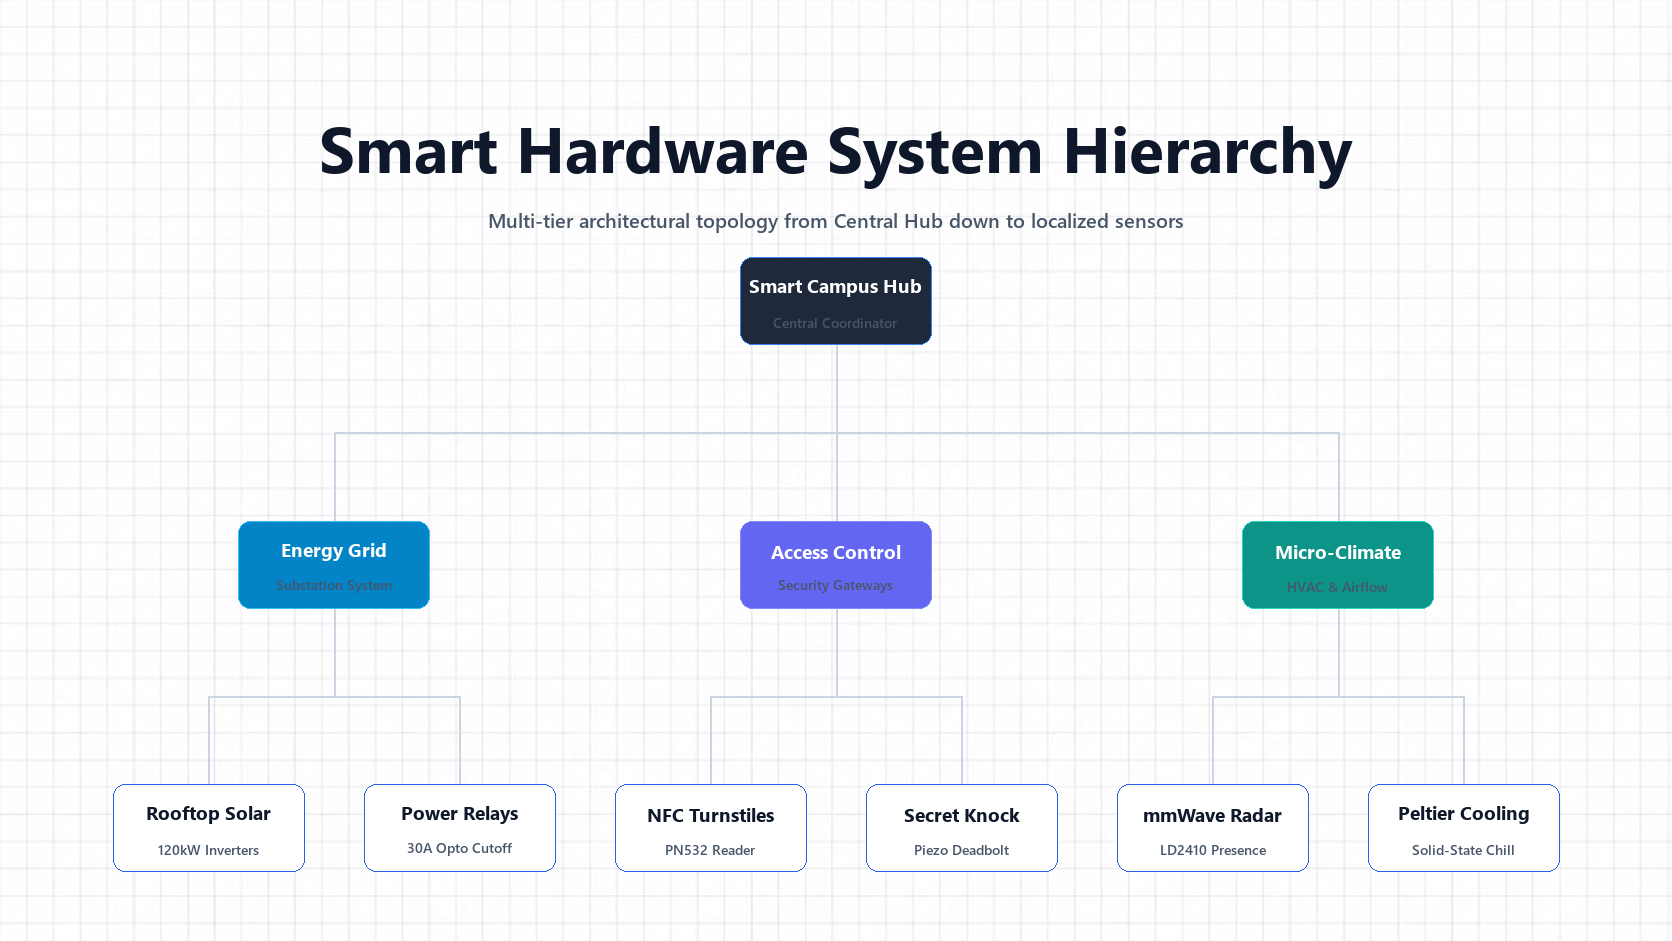 Smart Hardware System Hierarchy
Multi-tier architectural topology from Central Hub down to localized sensors
Smart Campus Hub
Central Coordinator
Energy Grid
Substation System
Access Control
Security Gateways
Micro-Climate
HVAC & Airflow
Rooftop Solar
120kW Inverters
Power Relays
30A Opto Cutoff
NFC Turnstiles
PN532 Reader
Secret Knock
Piezo Deadbolt
mmWave Radar
LD2410 Presence
Peltier Cooling
Solid-State Chill